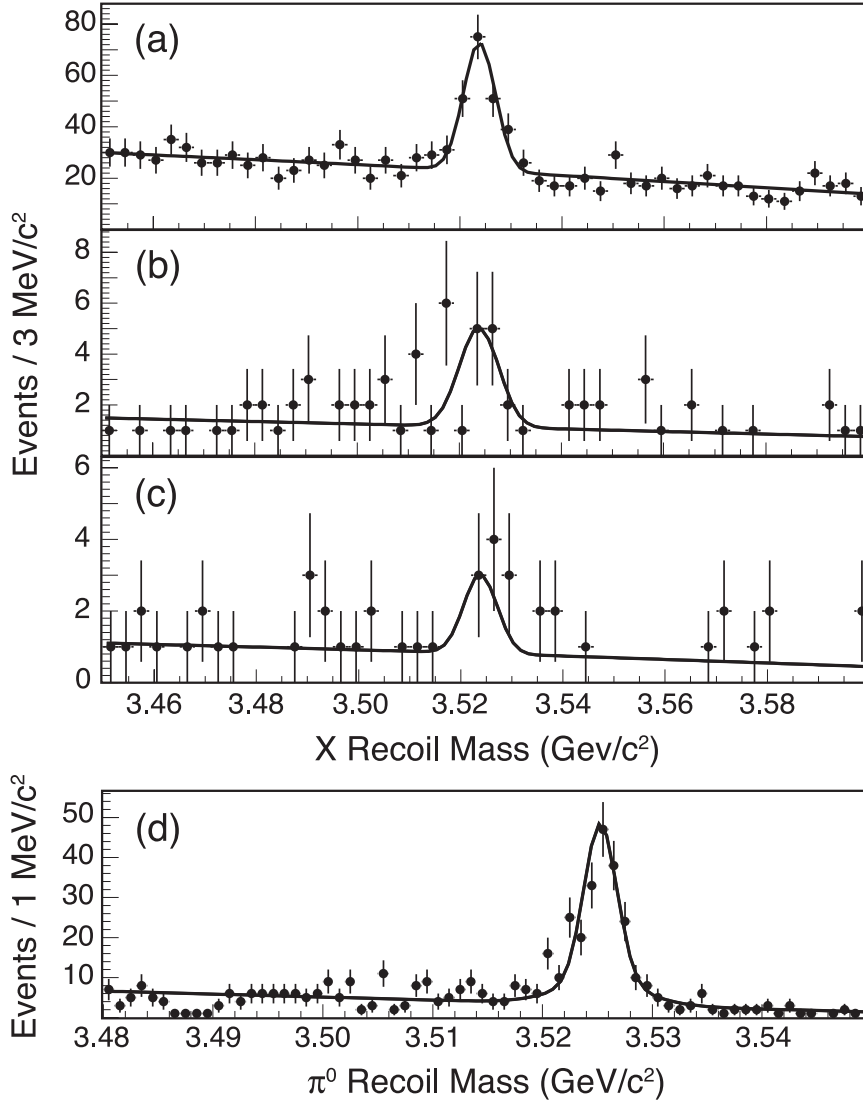 (a)
80
60
40
20
(b)
8
6
4
2
(c)
6
4
2
0
Events / 3 MeV/c²
3.46 3.48 3.50 3.52 3.54 3.56 3.58
X Recoil Mass (Gev/c²)
(d)
50
40
30
20
10
Events / 1 MeV/c²
3.48 3.49 3.50 3.51 3.52 3.53 3.54
π⁰ Recoil Mass (GeV/c²)